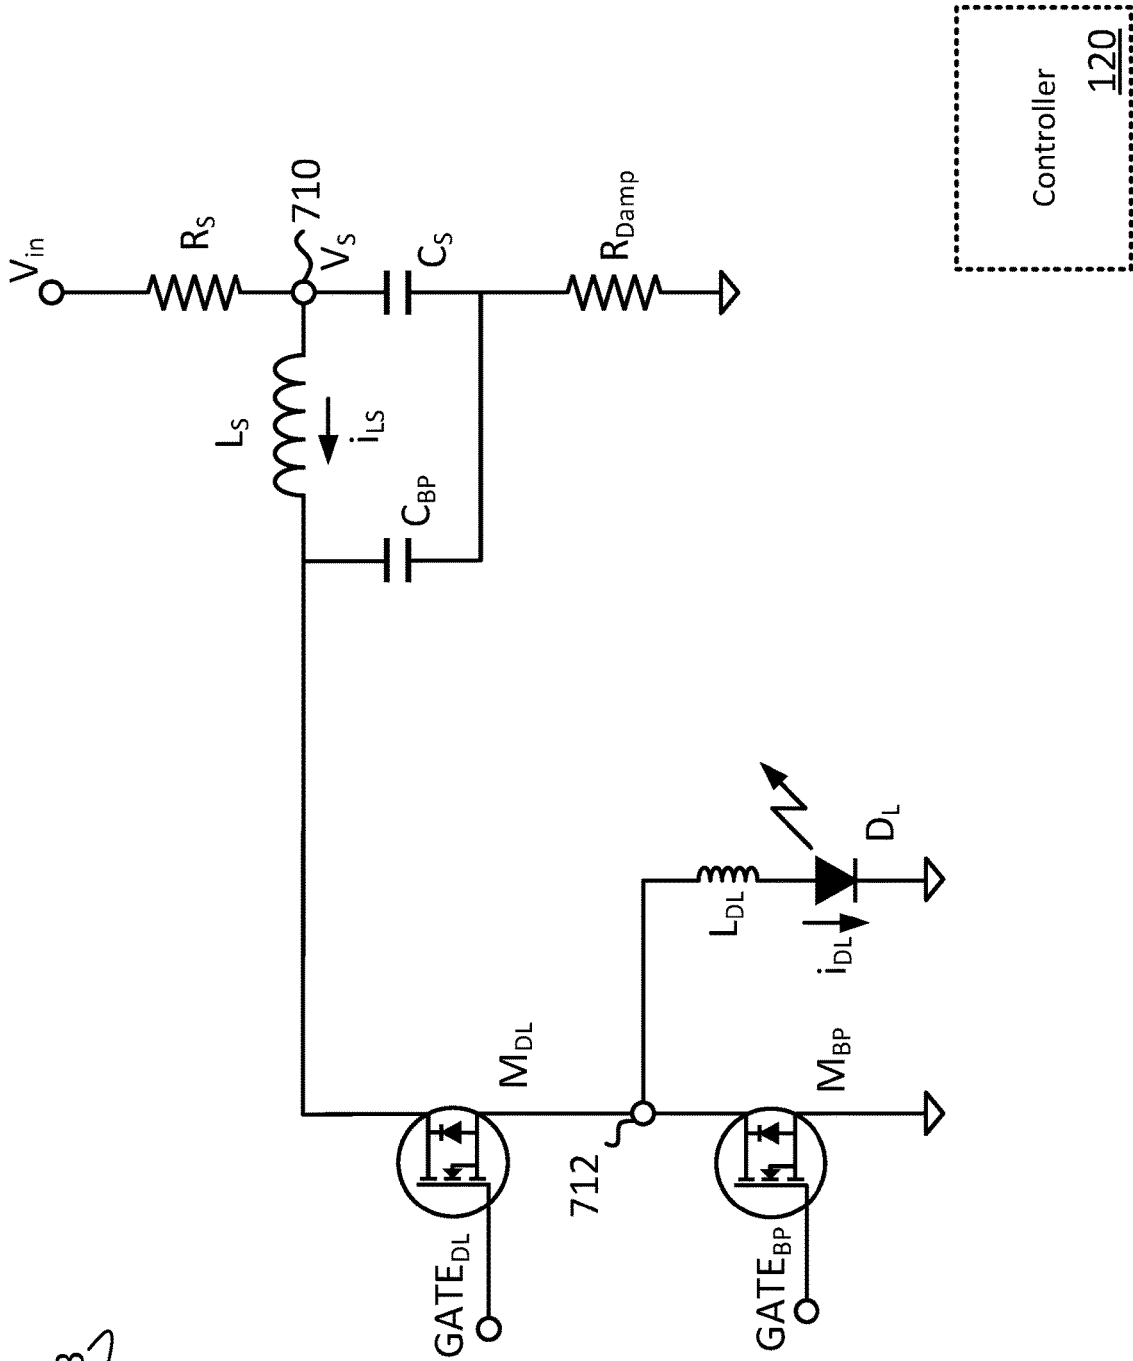 V_in
R_S
710
V_S
L_S
i_LS
C_S
C_BP
R_Damp
Controller
120
M_DL
712
L_DL
D_L
i_DL
M_BP
GATE_DL
GATE_BP